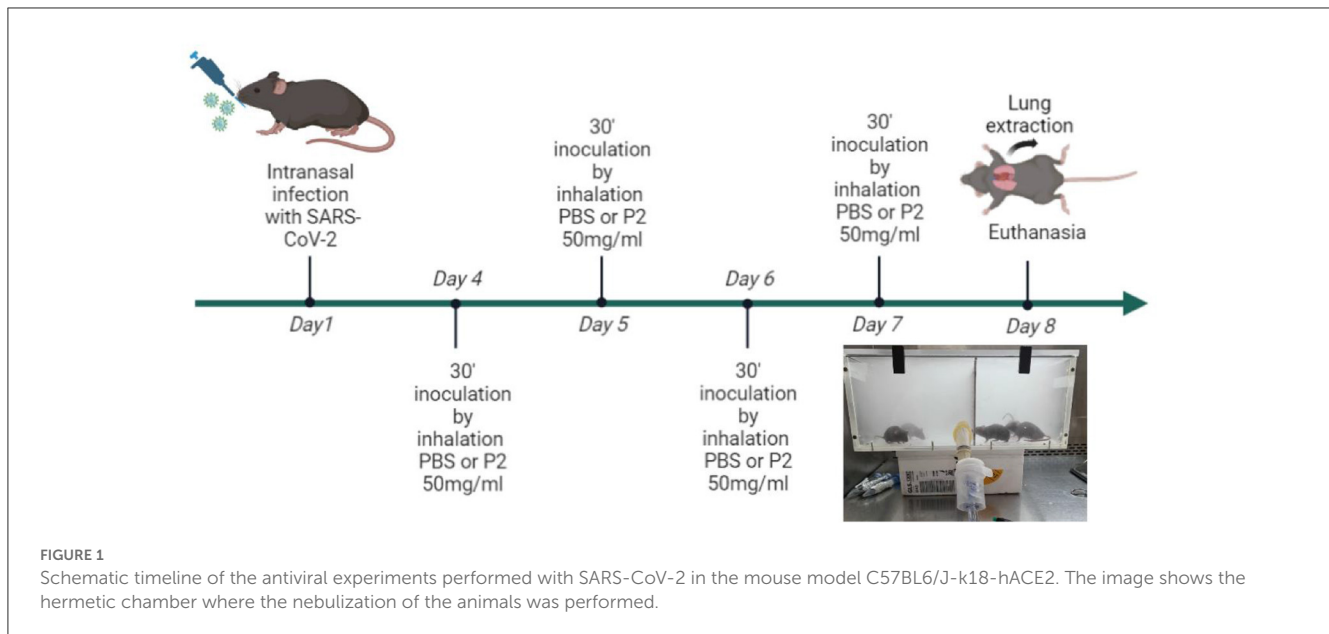 Intranasal
infection
with SARS-
CoV-2
30'
inoculation
by
inhalation
PBS or P2
50mg/ml
30'
inoculation
by
inhalation
PBS or P2
50mg/ml
Lung
extraction
Euthanasia
Day 4
Day 6
Day1
Day 5
Day 7
Day 8
30'
inoculation
by
inhalation
PBS or P2
50mg/ml
30'
inoculation
by
inhalation
PBS or P2
50mg/ml
FIGURE 1
Schematic timeline of the antiviral experiments performed with SARS-CoV-2 in the mouse model C57BL6/J-k18-hACE2. The image shows the
hermetic chamber where the nebulization of the animals was performed.